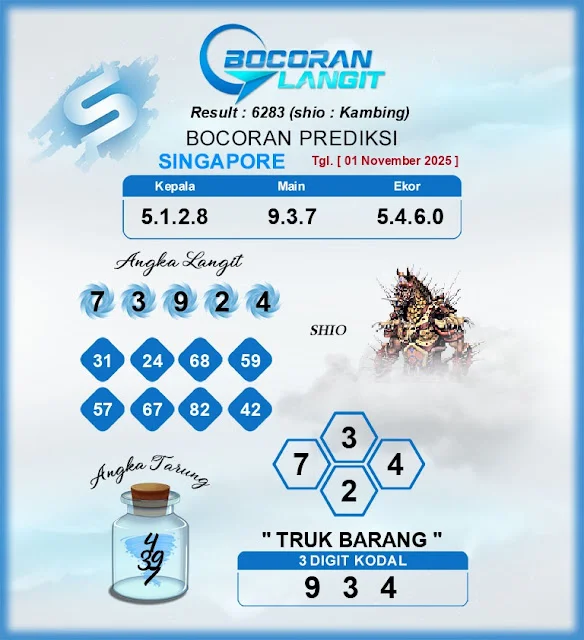 BOCORAN
LANGIT
Result : 6283 (shio : Kambing)
BOCORAN PREDIKSI
SINGAPORE Tgl. [ 01 November 2025 ]
Kepala Main Ekor
5.1.2.8 9.3.7 5.4.6.0
Angka Langit
7 3 9 2 4
SHIO
31 24 68 59
57 67 82 42
3
7 4
2
Angka Tarung
4
39
7
" TRUK BARANG "
3 DIGIT KODAL
9 3 4